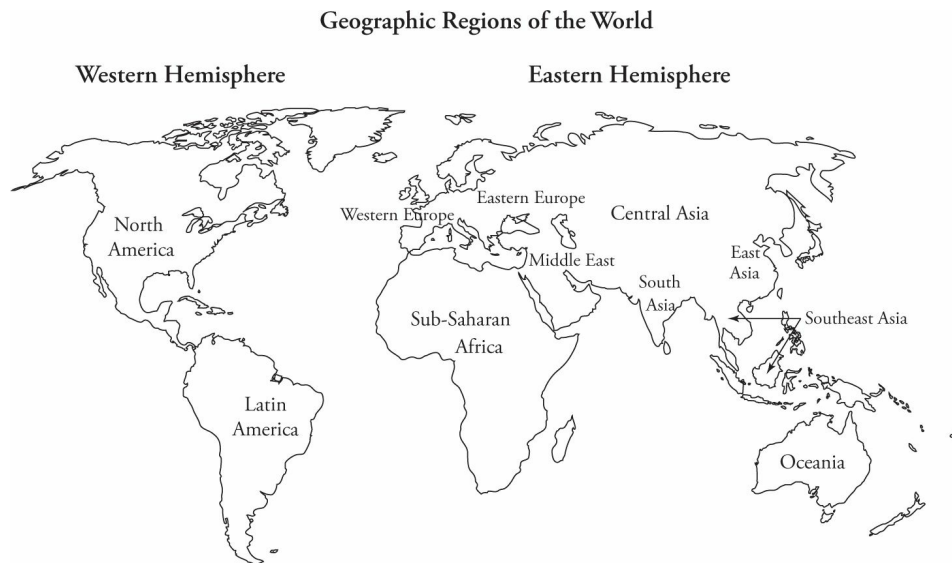 Geographic Regions of the World
Western Hemisphere
Eastern Hemisphere
North
America
Western Europe
Eastern Europe
Central Asia
Middle East
East
Asia
South
Asia
Southeast Asia
Sub-Saharan
Africa
Latin
America
Oceania